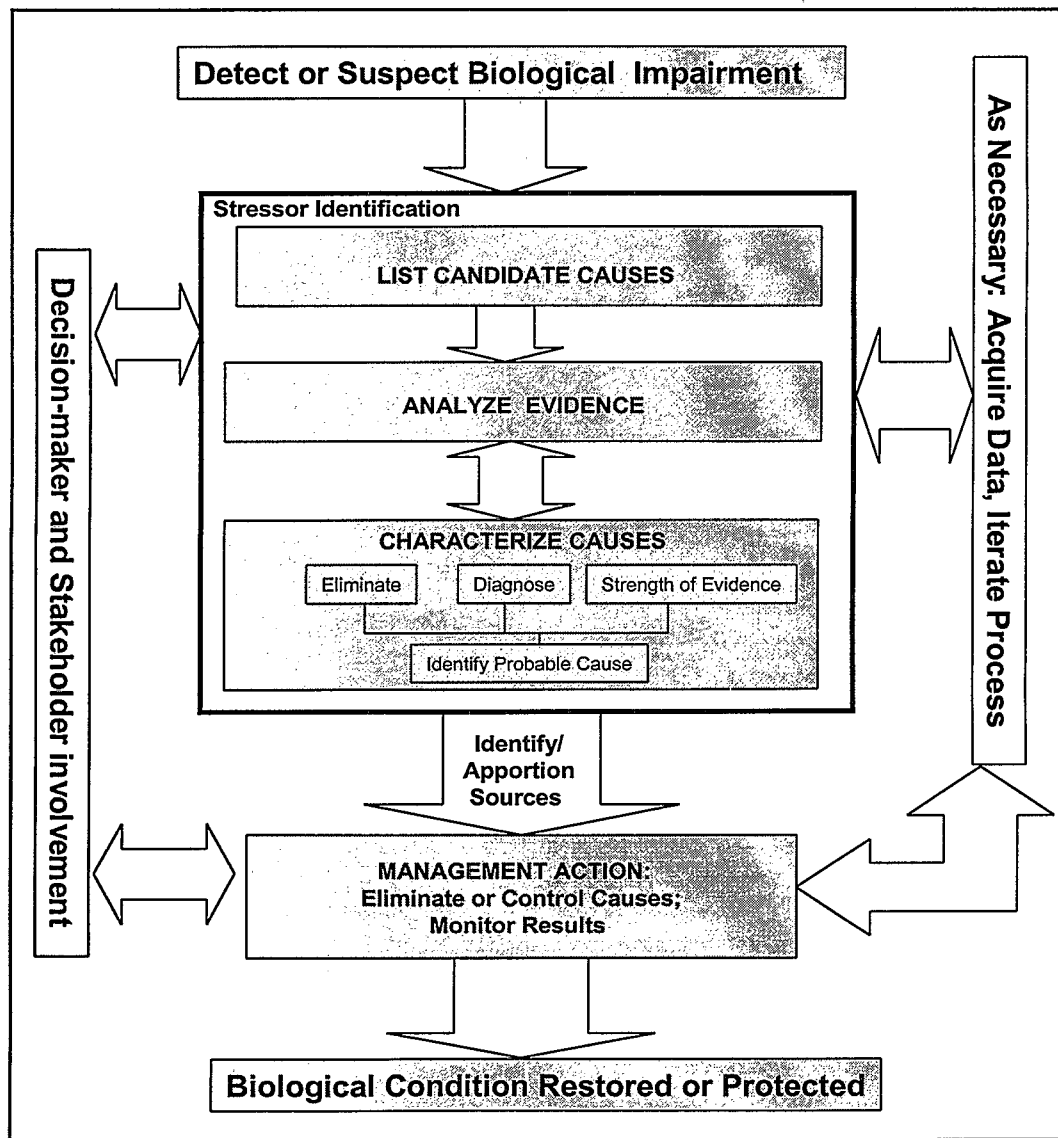 Detect or Suspect Biological Impairment
As Necessary: Acquire Data, Iterate Process
Stressor Identification
LIST CANDIDATE CAUSES
Decision-maker and Stakeholder involvement
ANALYZE EVIDENCE
CHARACTERIZE CAUSES
Eliminate
Diagnose
Strength of Evidence
Identify Probable Cause
Identify/
Apportion
Sources
MANAGEMENT ACTION:
Eliminate or Control Causes;
Monitor Results
Biological Condition Restored or Protected